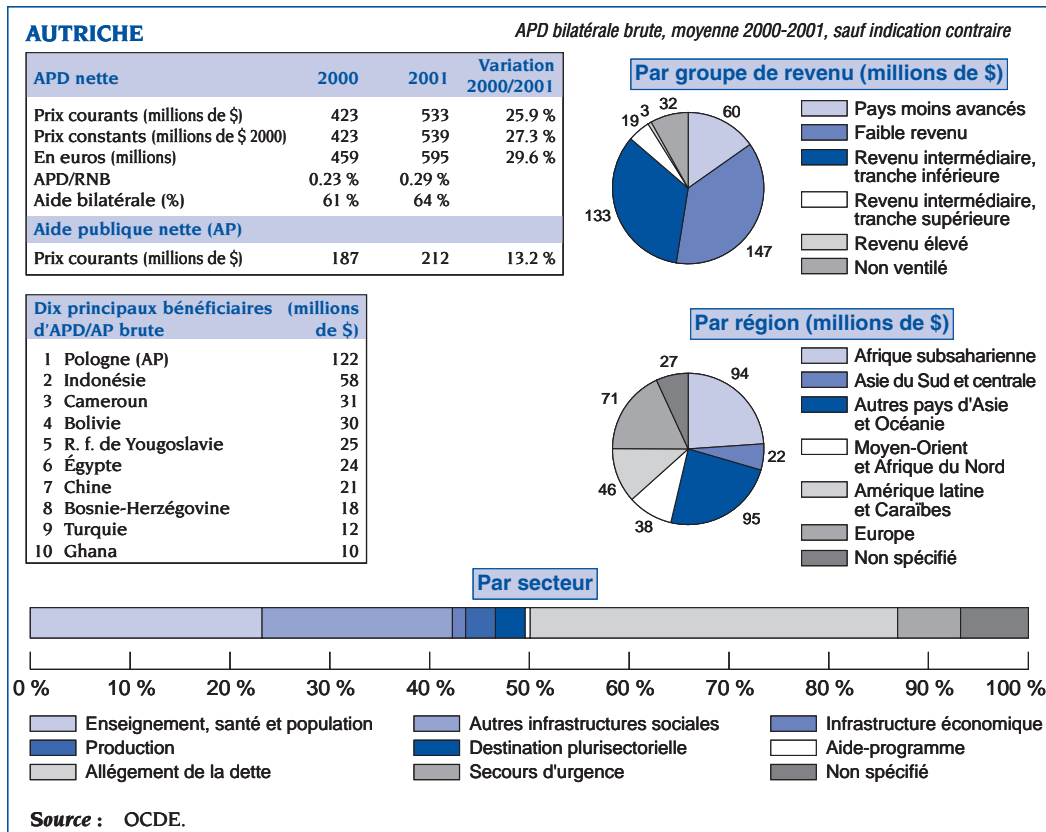 AUTRICHE
APD bilatérale brute, moyenne 2000-2001, sauf indication contraire
APD nette 2000 2001 Variation 2000/2001
Prix courants (millions de $) 423 533 25.9 %
Prix constants (millions de $ 2000) 423 539 27.3 %
En euros (millions) 459 595 29.6 %
APD/RNB 0.23 % 0.29 %
Aide bilatérale (%) 61 % 64 %
Aide publique nette (AP)
Prix courants (millions de $) 187 212 13.2 %
Par groupe de revenu (millions de $)
19 3 32 60
133
147
Pays moins avancés
Faible revenu
Revenu intermédiaire,
tranche inférieure
Revenu intermédiaire,
tranche supérieure
Revenu élevé
Non ventilé
Dix principaux bénéficiaires (millions
d'APD/AP brute de $)
1 Pologne (AP) 122
2 Indonésie 58
3 Cameroun 31
4 Bolivie 30
5 R. f. de Yougoslavie 25
6 Égypte 24
7 Chine 21
8 Bosnie-Herzégovine 18
9 Turquie 12
10 Ghana 10
Par région (millions de $)
27 94
71
22
46
38 95
Afrique subsaharienne
Asie du Sud et centrale
Autres pays d'Asie
et Océanie
Moyen-Orient
et Afrique du Nord
Amérique latine
et Caraïbes
Europe
Non spécifié
Par secteur
0 % 10 % 20 % 30 % 40 % 50 % 60 % 70 % 80 % 90 % 100 %
Enseignement, santé et population Autres infrastructures sociales Infrastructure économique
Production Destination plurisectorielle Aide-programme
Allégement de la dette Secours d'urgence Non spécifié
Source : OCDE.